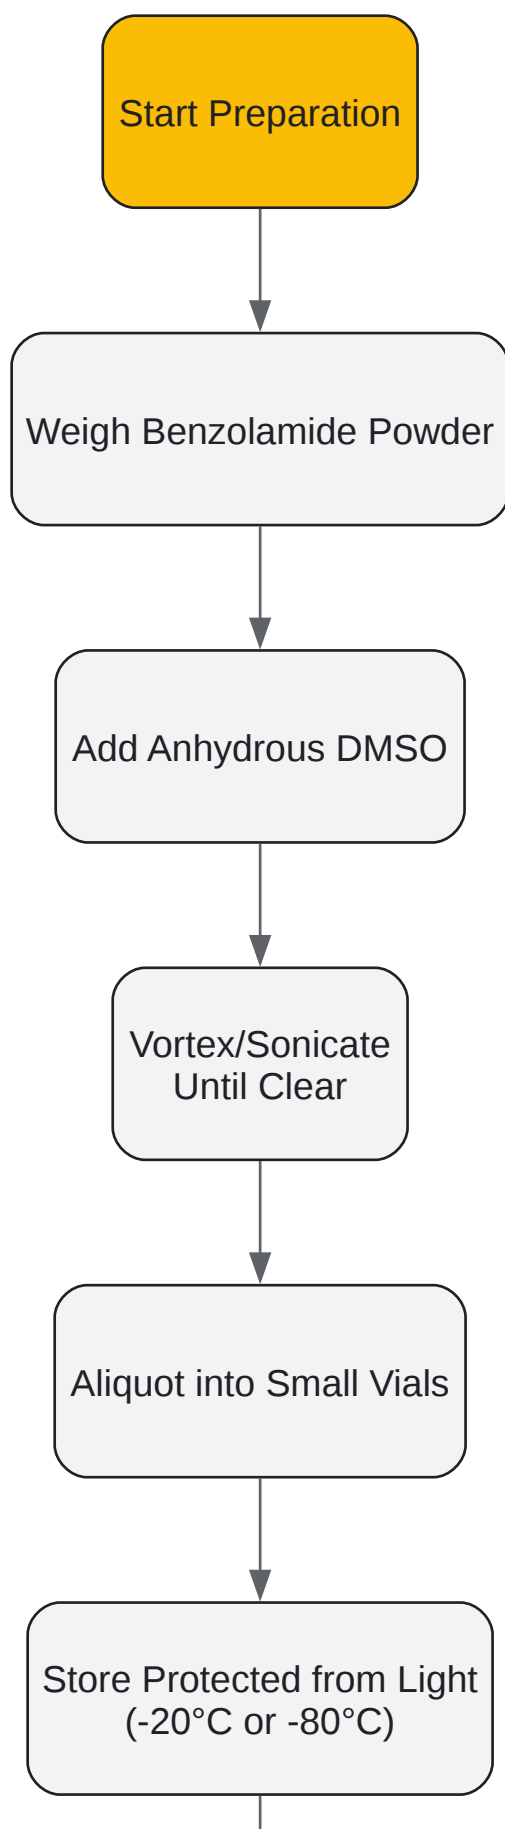 Start Preparation
Weigh Benzolamide Powder
Add Anhydrous DMSO
Vortex/Sonicate
Until Clear
Aliquot into Small Vials
Store Protected from Light
(-20°C or -80°C)